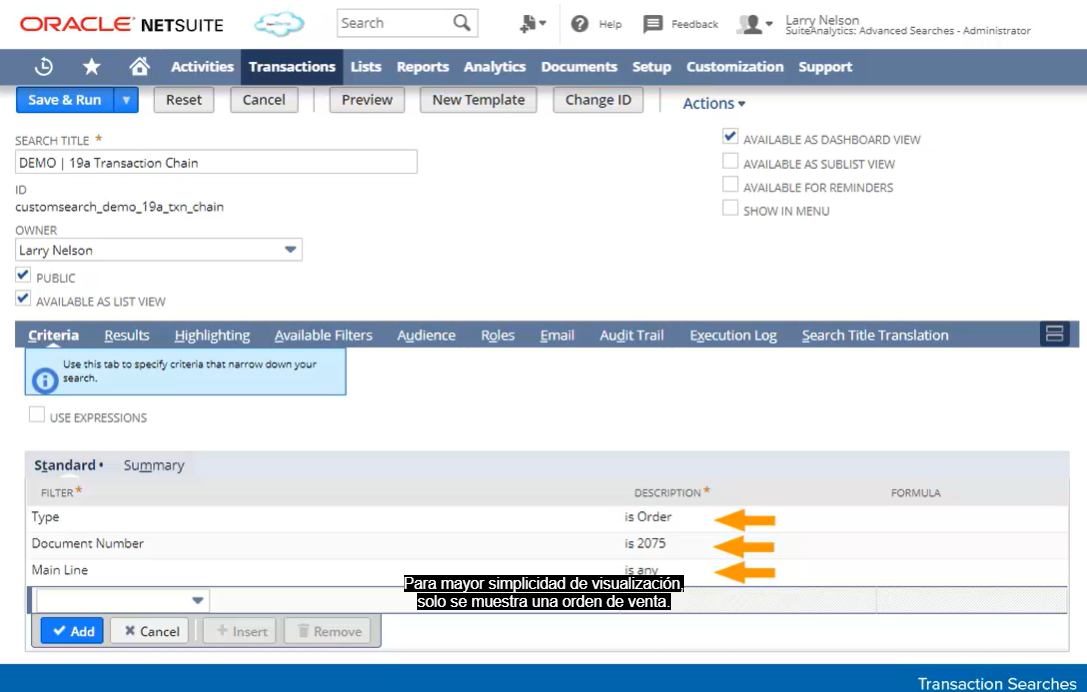 ORACLE NETSUITE
Search
Help
Feedback
Larry Nelson
SuiteAnalytics: Advanced Searches - Administrator
Activities Transactions Lists Reports Analytics Documents Setup Customization Support
Save & Run Reset Cancel Preview New Template Change ID Actions
SEARCH TITLE *
DEMO | 19a Transaction Chain
ID
customsearch_demo_19a_txn_chain
OWNER
Larry Nelson
PUBLIC
AVAILABLE AS LIST VIEW
AVAILABLE AS DASHBOARD VIEW
AVAILABLE AS SUBLIST VIEW
AVAILABLE FOR REMINDERS
SHOW IN MENU
Criteria Results Highlighting Available Filters Audience Roles Email Audit Trail Execution Log Search Title Translation
Use this tab to specify criteria that narrow down your
search.
USE EXPRESSIONS
Standard • Summary
FILTER * DESCRIPTION * FORMULA
Type is Order
Document Number is 2075
Main Line is any
Para mayor simplicidad de visualización,
solo se muestra una orden de venta.
Add Cancel Insert Remove
Transaction Searches